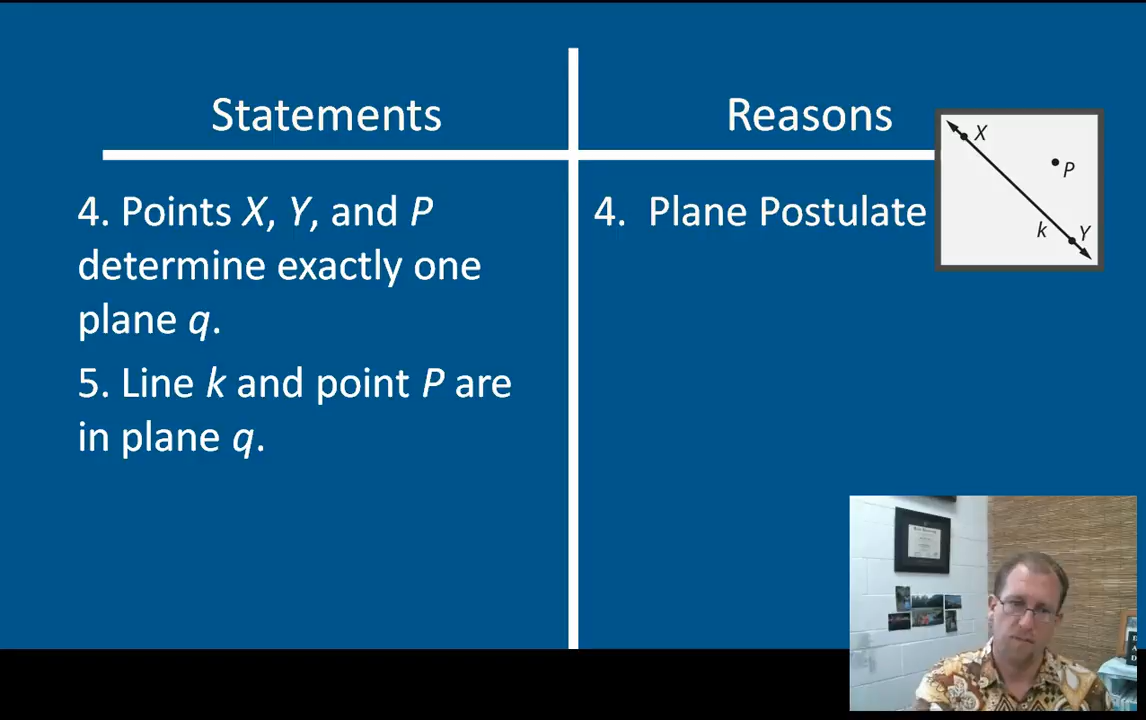 Statements
Reasons
4. Points X, Y, and P
determine exactly one
plane q.
5. Line k and point P are
in plane q.
4. Plane Postulate
X
P
k
Y